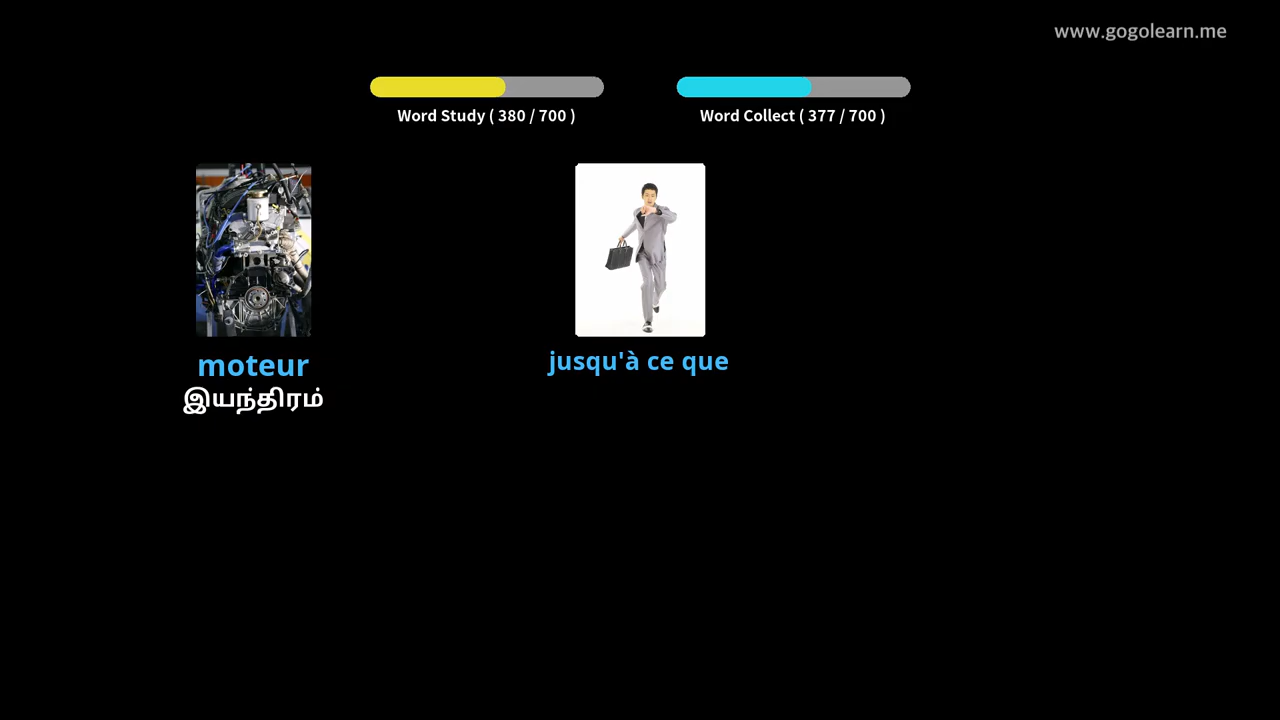 www.gogolearn.me
Word Study ( 380 / 700 )
Word Collect ( 377 / 700 )
moteur
இயந்திரம்
jusqu'à ce que